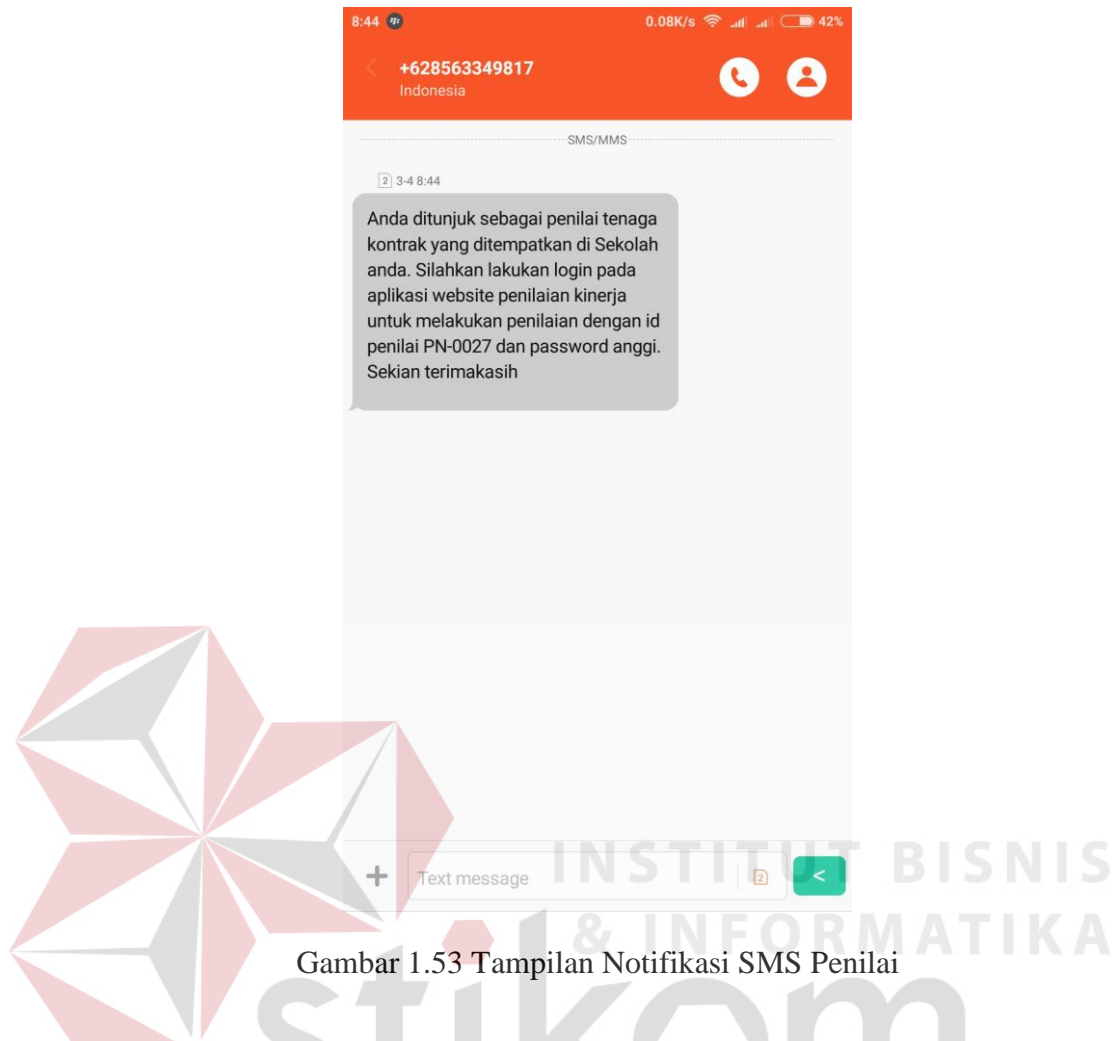 8:44
0.08K/s
42%
+628563349817
Indonesia
SMS/MMS
2 3-4 8:44
Anda ditunjuk sebagai penilai tenaga
kontrak yang ditempatkan di Sekolah
anda. Silahkan lakukan login pada
aplikasi website penilaian kinerja
untuk melakukan penilaian dengan id
penilai PN-0027 dan password anggi.
Sekian terimakasih
Text message
2
INSTITUT BISNIS
& INFORMATIKA
Gambar 1.53 Tampilan Notifikasi SMS Penilai
stikom